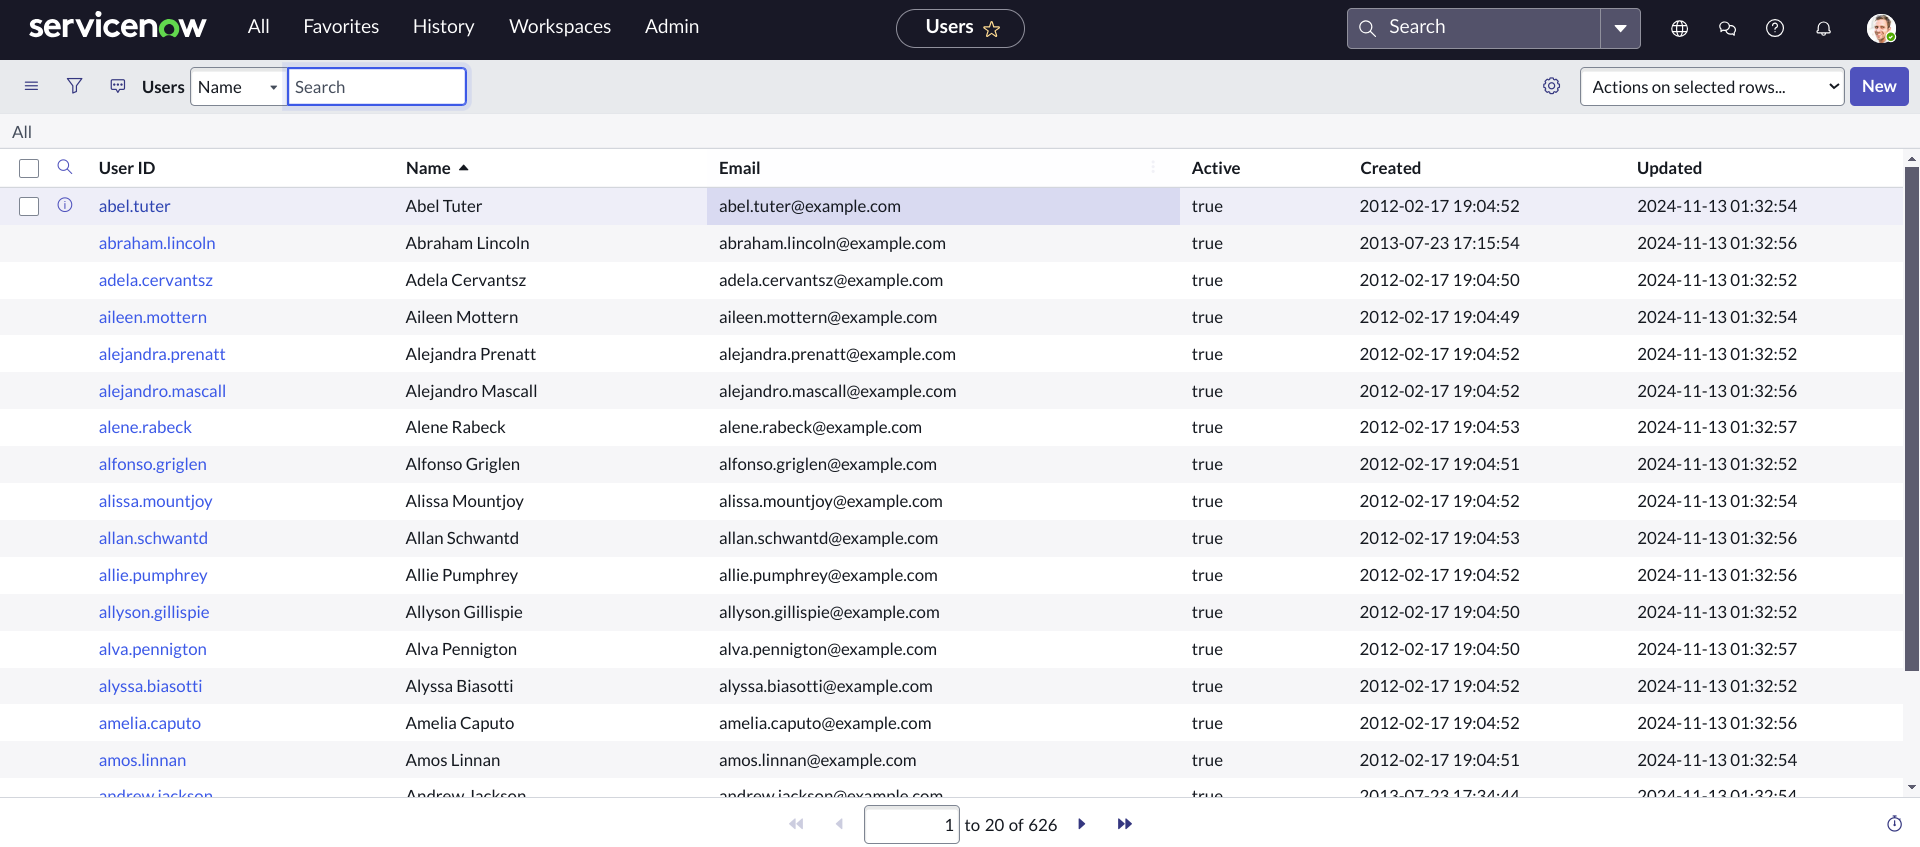 servicenow All Favorites History Workspaces Admin Users Search
Users Name Search Actions on selected rows... New
All
User ID Name Email Active Created Updated
abel.tuter Abel Tuter abel.tuter@example.com true 2012-02-17 19:04:52 2024-11-13 01:32:54
abraham.lincoln Abraham Lincoln abraham.lincoln@example.com true 2013-07-23 17:15:54 2024-11-13 01:32:56
adela.cervantsz Adela Cervantsz adela.cervantsz@example.com true 2012-02-17 19:04:50 2024-11-13 01:32:52
aileen.mottern Aileen Mottern aileen.mottern@example.com true 2012-02-17 19:04:49 2024-11-13 01:32:54
alejandra.prenatt Alejandra Prenatt alejandra.prenatt@example.com true 2012-02-17 19:04:52 2024-11-13 01:32:52
alejandro.mascall Alejandro Mascall alejandro.mascall@example.com true 2012-02-17 19:04:52 2024-11-13 01:32:56
alene.rabeck Alene Rabeck alene.rabeck@example.com true 2012-02-17 19:04:53 2024-11-13 01:32:57
alfonso.griglen Alfonso Griglen alfonso.griglen@example.com true 2012-02-17 19:04:51 2024-11-13 01:32:52
alissa.mountjoy Alissa Mountjoy alissa.mountjoy@example.com true 2012-02-17 19:04:52 2024-11-13 01:32:54
allan.schwantd Allan Schwantd allan.schwantd@example.com true 2012-02-17 19:04:53 2024-11-13 01:32:56
allie.pumphrey Allie Pumphrey allie.pumphrey@example.com true 2012-02-17 19:04:52 2024-11-13 01:32:56
allyson.gillispie Allyson Gillispie allyson.gillispie@example.com true 2012-02-17 19:04:50 2024-11-13 01:32:52
alva.pennigton Alva Pennigton alva.pennigton@example.com true 2012-02-17 19:04:50 2024-11-13 01:32:57
alyssa.biasotti Alyssa Biasotti alyssa.biasotti@example.com true 2012-02-17 19:04:52 2024-11-13 01:32:52
amelia.caputo Amelia Caputo amelia.caputo@example.com true 2012-02-17 19:04:52 2024-11-13 01:32:56
amos.linnan Amos Linnan amos.linnan@example.com true 2012-02-17 19:04:51 2024-11-13 01:32:54
andrew.jackson Andrew Jackson andrew.jackson@example.com true 2013-07-23 17:34:44 2024-11-13 01:32:54
1 to 20 of 626